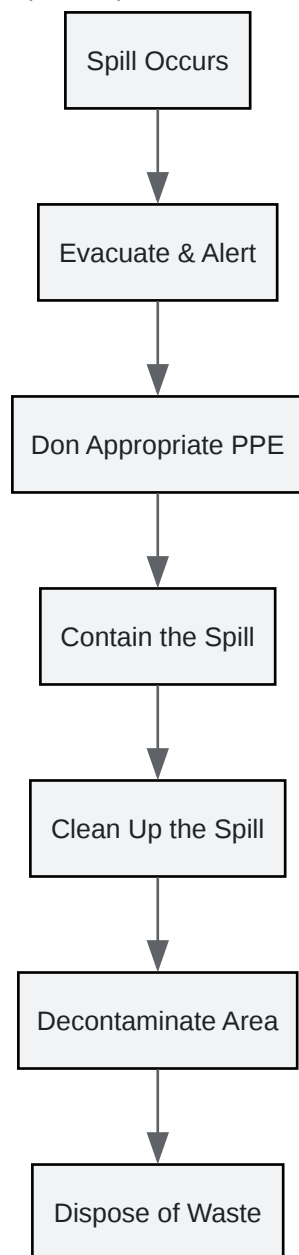 Spill Occurs
Evacuate & Alert
Don Appropriate PPE
Contain the Spill
Clean Up the Spill
Decontaminate Area
Dispose of Waste